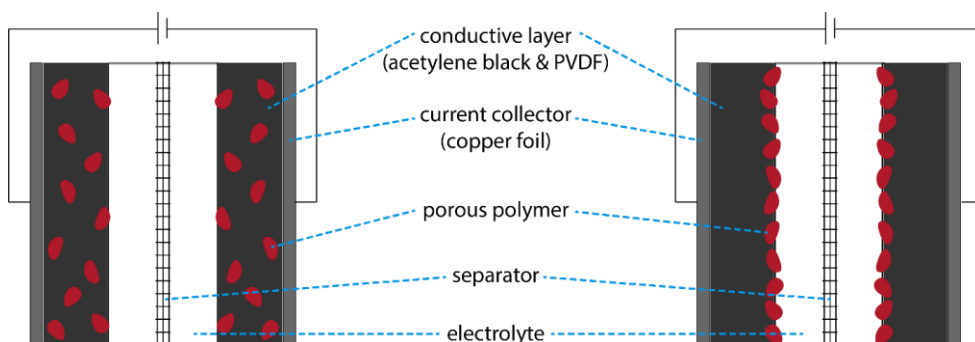 conductive layer
(acetylene black & PVDF)
current collector
(copper foil)
porous polymer
separator
electrolyte